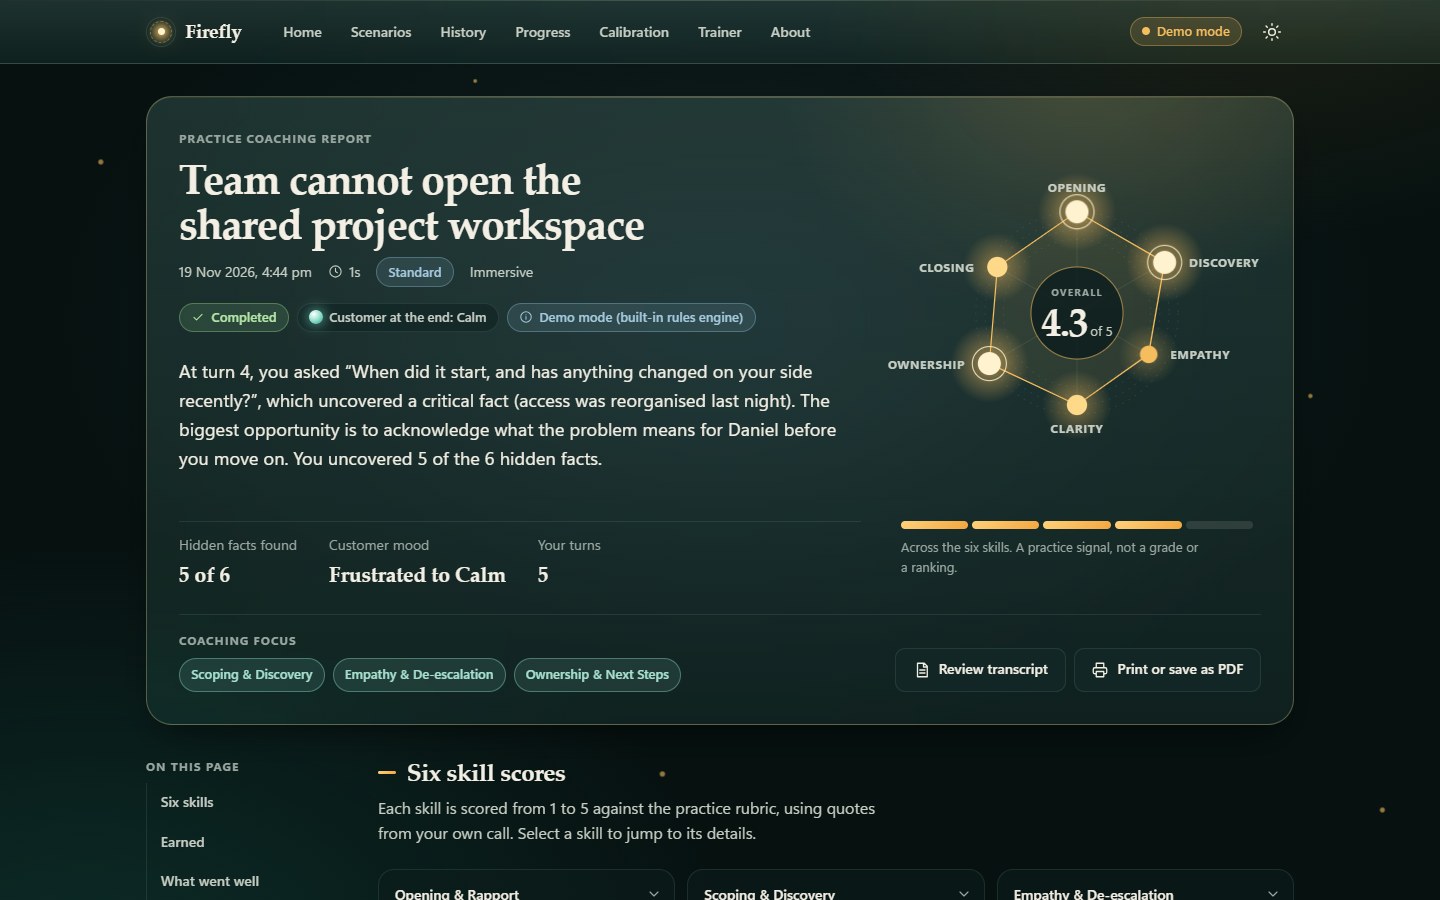 Firefly
Home
Scenarios
History
Progress
Calibration
Trainer
About
Demo mode
PRACTICE COACHING REPORT
Team cannot open the
shared project workspace
19 Nov 2026, 4:44 pm
1s
Standard
Immersive
Completed
Customer at the end: Calm
Demo mode (built-in rules engine)
At turn 4, you asked “When did it start, and has anything changed on your side
recently?”, which uncovered a critical fact (access was reorganised last night). The
biggest opportunity is to acknowledge what the problem means for Daniel before
you move on. You uncovered 5 of the 6 hidden facts.
OPENING
DISCOVERY
EMPATHY
CLARITY
OWNERSHIP
CLOSING
OVERALL
4.3 of 5
Hidden facts found
5 of 6
Customer mood
Frustrated to Calm
Your turns
5
Across the six skills. A practice signal, not a grade or
a ranking.
COACHING FOCUS
Scoping & Discovery
Empathy & De-escalation
Ownership & Next Steps
Review transcript
Print or save as PDF
ON THIS PAGE
Six skills
Earned
What went well
Six skill scores
Each skill is scored from 1 to 5 against the practice rubric, using quotes
from your own call. Select a skill to jump to its details.
Opening & Rapport
Scoping & Discovery
Empathy & De-escalation